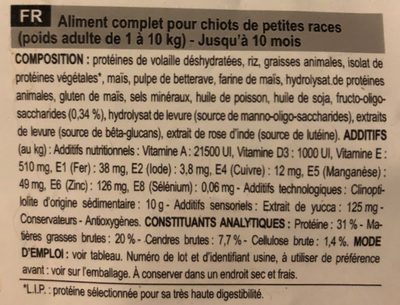 FR Aliment complet pour chiots de petites races
(poids adulte de 1 à 10 kg) - Jusqu'à 10 mois
COMPOSITION : protéines de volaille déshydratées, riz, graisses animales, isolat de
protéines végétales*, maïs, pulpe de betterave, farine de maïs, hydrolysat de protéines
animales, gluten de maïs, sels minéraux, huile de poisson, huile de soja, fructo-oligo-
saccharides (0,34 %), hydrolysat de levure (source de manno-oligo-saccharides), extraits
de levure (source de bêta-glucans), extrait de rose d'inde (source de lutéine). ADDITIFS
(au kg) : Additifs nutritionnels : Vitamine A : 21500 UI, Vitamine D3 : 1000 UI, Vitamine E :
510 mg, E1 (Fer) : 38 mg, E2 (Iode) : 3,8 mg, E4 (Cuivre) : 12 mg, E5 (Manganèse) :
49 mg, E6 (Zinc) : 126 mg, E8 (Sélénium) : 0,06 mg - Additifs technologiques : Clinopti-
lolite d'origine sédimentaire : 10 g - Additifs sensoriels : Extrait de yucca : 125 mg -
Conservateurs - Antioxygènes. CONSTITUANTS ANALYTIQUES : Protéine : 31 % - Ma-
tières grasses brutes : 20 % - Cendres brutes : 7,7 % - Cellulose brute : 1,4 %. MODE
D'EMPLOI : voir tableau. Numéro de lot et d'identifiant usine, à utiliser de préférence
avant : voir sur l'emballage. À conserver dans un endroit sec et frais.
*L.I.P. : protéine sélectionnée pour sa très haute digestibilité.